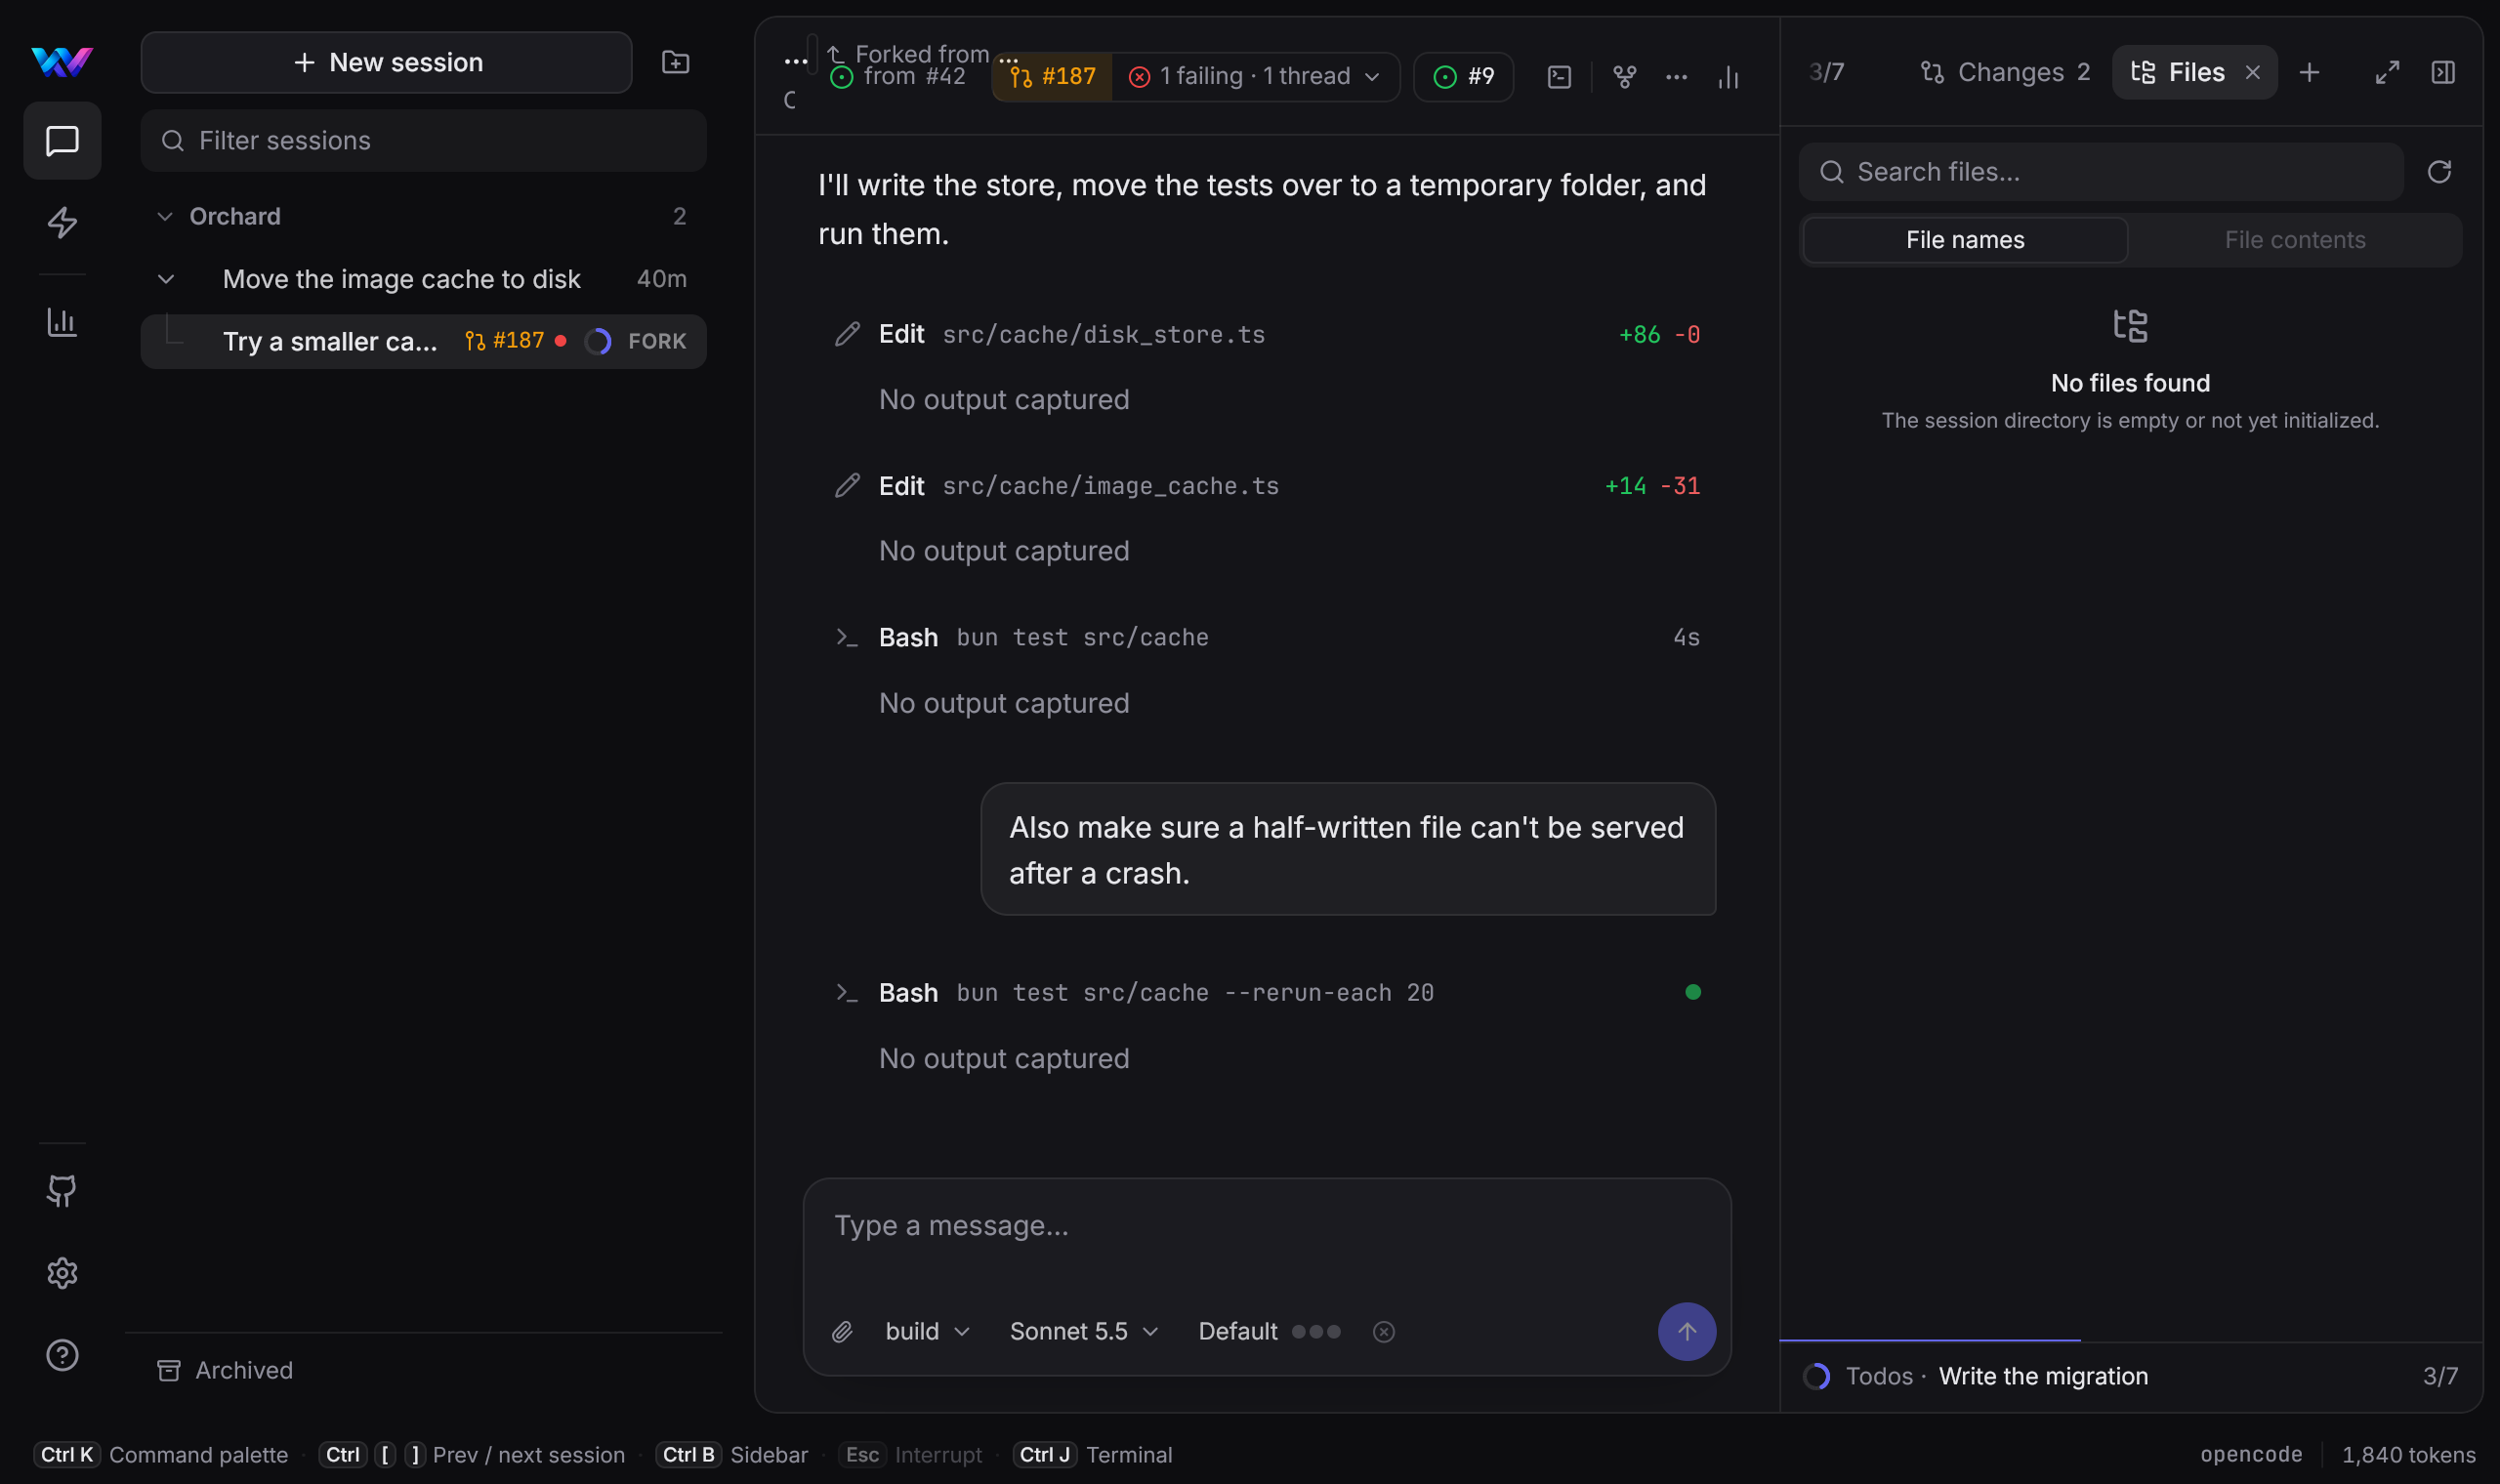 New session
Filter sessions
Orchard 2
Move the image cache to disk 40m
Try a smaller ca... #187 FORK
Archived
... Forked from ...
from #42 #187 1 failing · 1 thread #9
I'll write the store, move the tests over to a temporary folder, and
run them.
Edit src/cache/disk_store.ts +86 -0
No output captured
Edit src/cache/image_cache.ts +14 -31
No output captured
Bash bun test src/cache 4s
No output captured
Also make sure a half-written file can't be served
after a crash.
Bash bun test src/cache --rerun-each 20
No output captured
Type a message...
build Sonnet 5.5 Default
3/7 Changes 2 Files
Search files...
File names File contents
No files found
The session directory is empty or not yet initialized.
Todos · Write the migration 3/7
Ctrl K Command palette · Ctrl [ ] Prev / next session · Ctrl B Sidebar · Esc Interrupt · Ctrl J Terminal
opencode 1,840 tokens